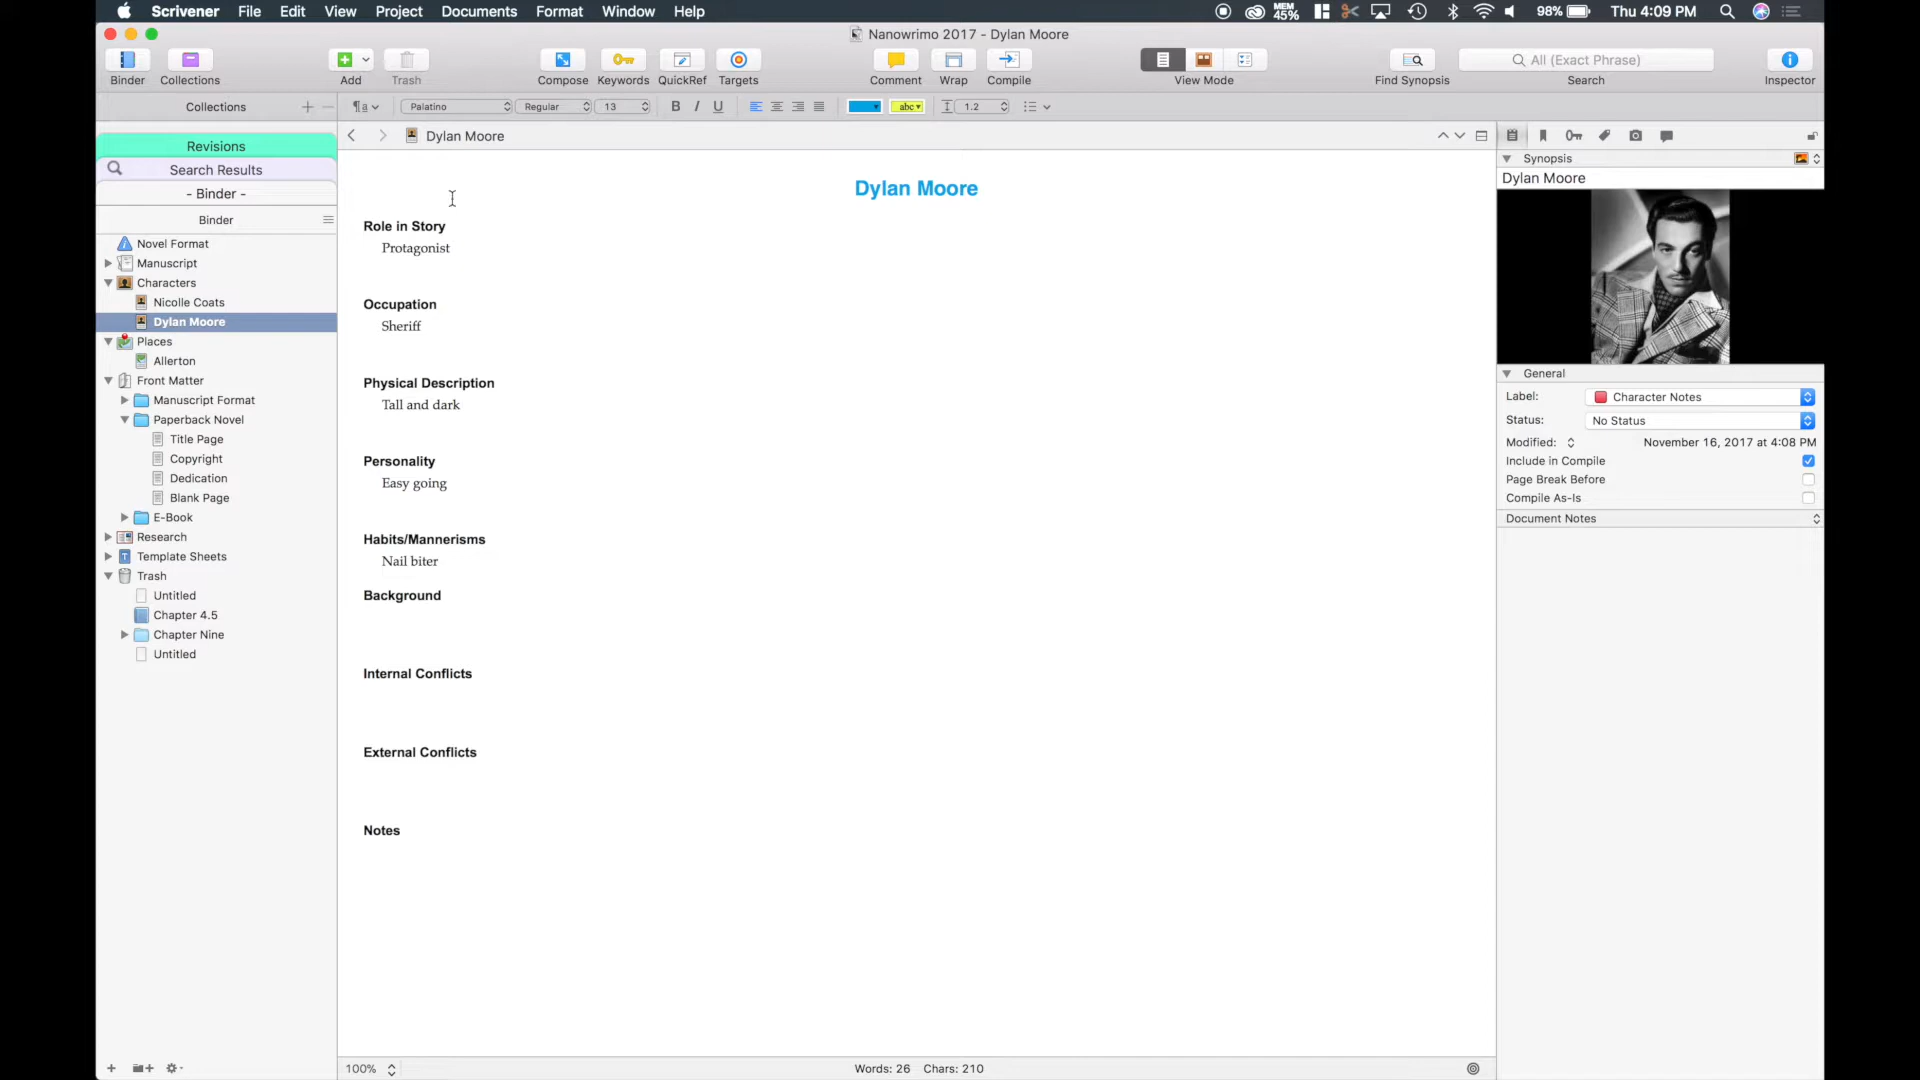 Scrivener File Edit View Project Documents Format Window Help MEM 45% 98% Thu 4:09 PM
Nanowrimo 2017 - Dylan Moore
All (Exact Phrase)
Binder Collections Add Trash Compose Keywords QuickRef Targets Comment Wrap Compile View Mode Find Synopsis Search Inspector
Collections
a Palatino Regular 13 B I U abc 1.2
Revisions
Search Results
- Binder -
Binder
Novel Format
Manuscript
Characters
Nicolle Coats
Dylan Moore
Places
Allerton
Front Matter
Manuscript Format
Paperback Novel
Title Page
Copyright
Dedication
Blank Page
E-Book
Research
Template Sheets
Trash
Untitled
Chapter 4.5
Chapter Nine
Untitled
Dylan Moore
Dylan Moore
Role in Story
Protagonist
Occupation
Sheriff
Physical Description
Tall and dark
Personality
Easy going
Habits/Mannerisms
Nail biter
Background
Internal Conflicts
External Conflicts
Notes
100%
Words: 26 Chars: 210
Synopsis
Dylan Moore
General
Label: Character Notes
Status: No Status
Modified: November 16, 2017 at 4:08 PM
Include in Compile
Page Break Before
Compile As-Is
Document Notes